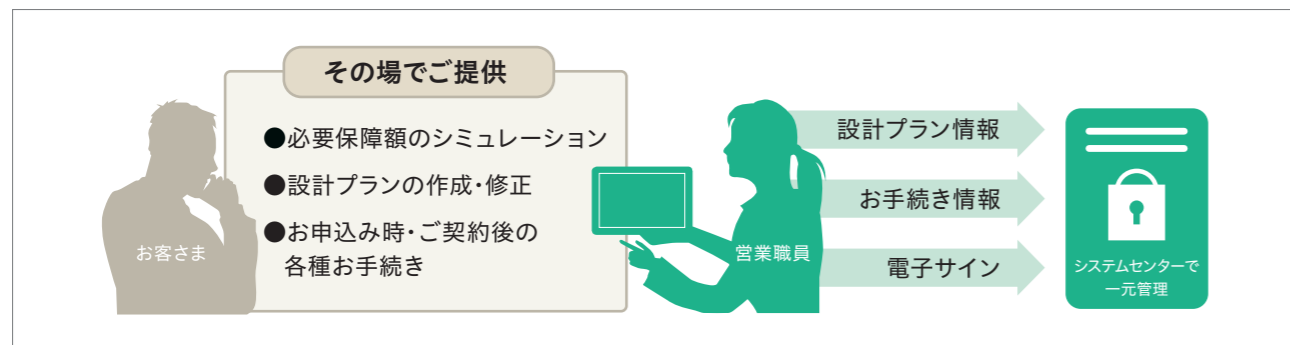 その場でご提供
●必要保障額のシミュレーション
●設計プランの作成・修正
●お申込み時・ご契約後の
各種お手続き
お客さま
営業職員
設計プラン情報
お手続き情報
電子サイン
システムセンターで
一元管理